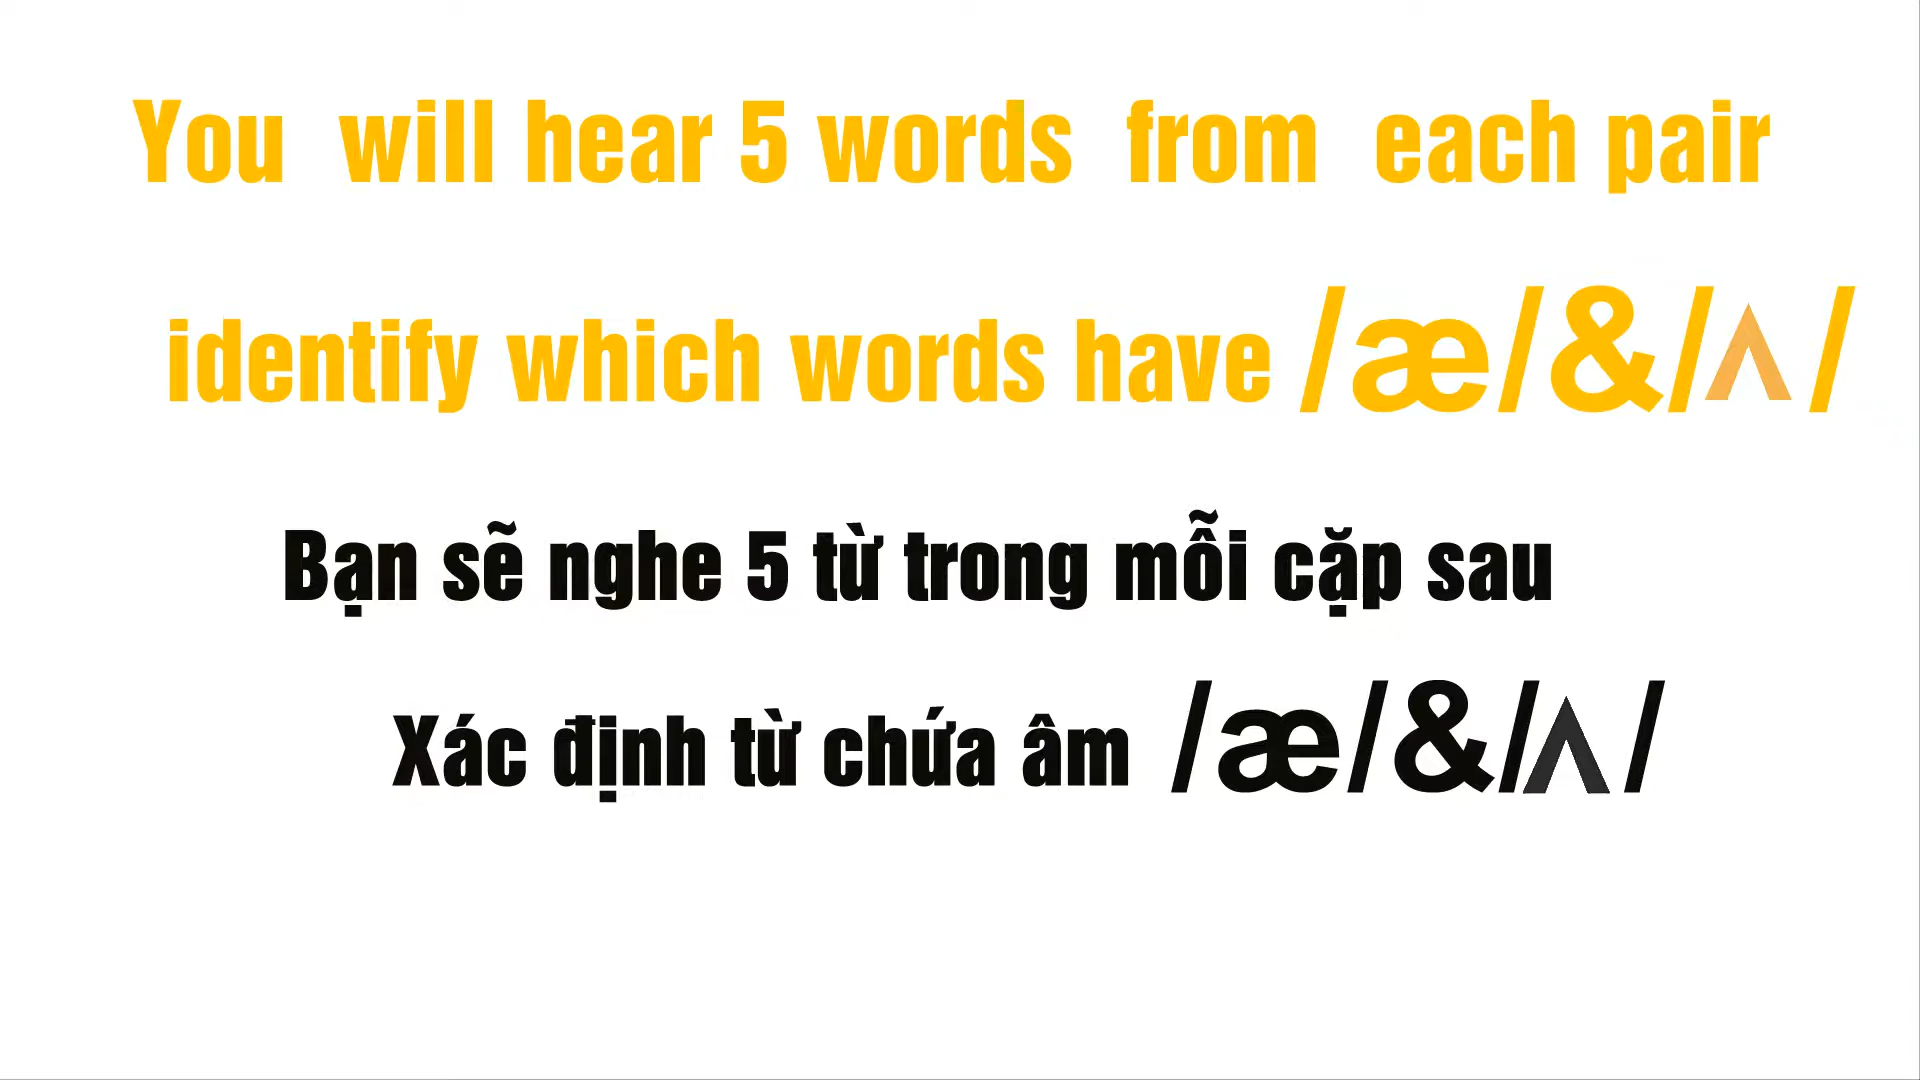 You will hear 5 words from each pair
identify which words have /æ/&/ʌ/
Bạn sẽ nghe 5 từ trong mỗi cặp sau
Xác định từ chứa âm /æ/&/ʌ/